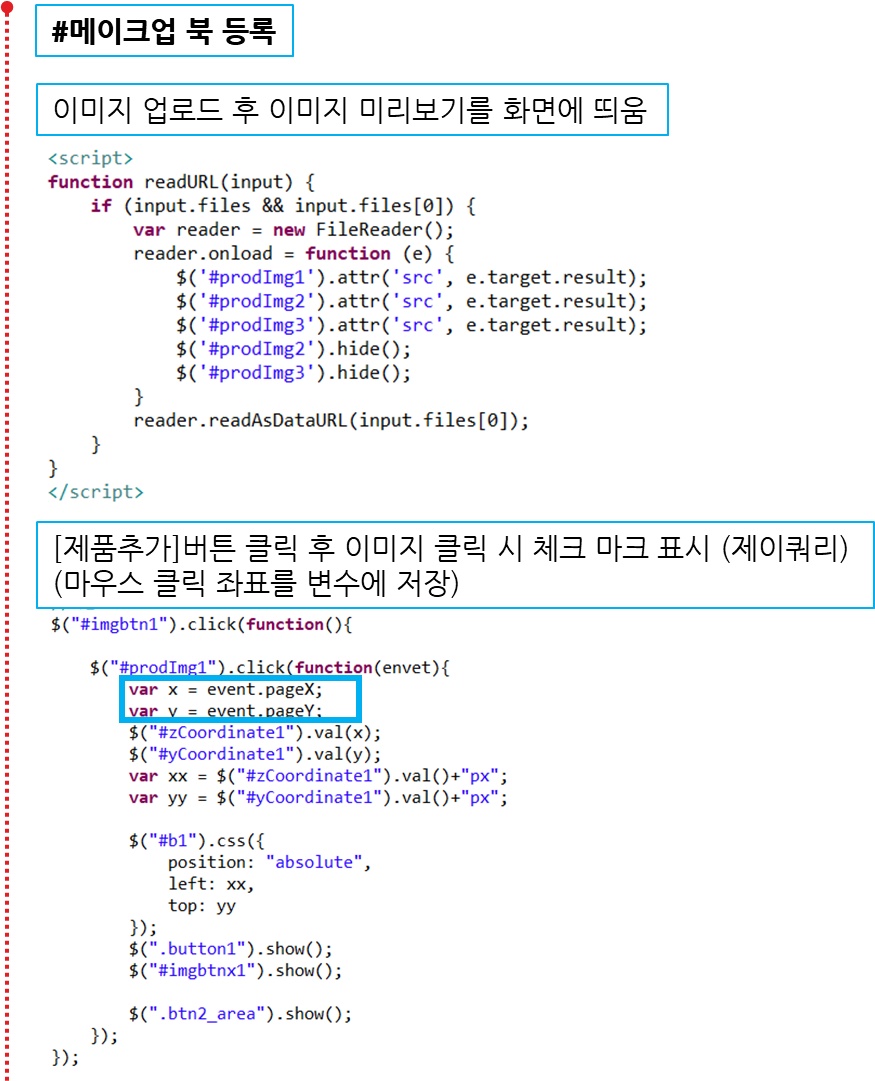 #메이크업 북 등록
이미지 업로드 후 이미지 미리보기를 화면에 띄움
<script>
function readURL(input) {
    if (input.files && input.files[0]) {
        var reader = new FileReader();
        reader.onload = function (e) {
            $('#prodImg1').attr('src', e.target.result);
            $('#prodImg2').attr('src', e.target.result);
            $('#prodImg3').attr('src', e.target.result);
            $('#prodImg2').hide();
            $('#prodImg3').hide();
        }
        reader.readAsDataURL(input.files[0]);
    }
}
</script>
[제품추가]버튼 클릭 후 이미지 클릭 시 체크 마크 표시 (제이쿼리)
(마우스 클릭 좌표를 변수에 저장)
$("#imgbtn1").click(function(){
    $("#prodImg1").click(function(envet){
        var x = event.pageX;
        var y = event.pageY;
        $("#zCoordinate1").val(x);
        $("#yCoordinate1").val(y);
        var xx = $("#zCoordinate1").val()+"px";
        var yy = $("#yCoordinate1").val()+"px";
        $("#b1").css({
            position: "absolute",
            left: xx,
            top: yy
        });
        $(".button1").show();
        $("#imgbtnx1").show();
        $(".btn2_area").show();
    });
});